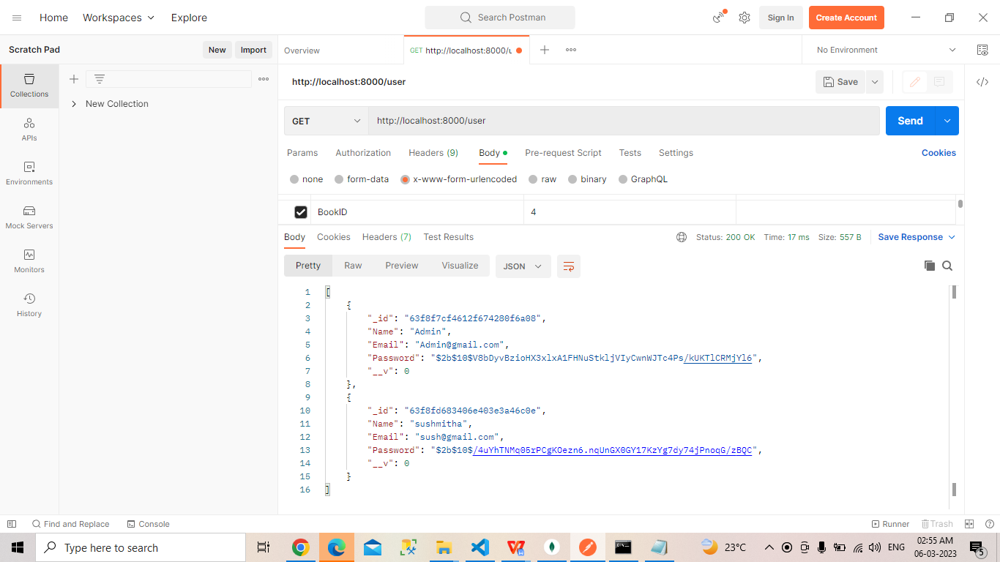 Home Workspaces Explore Search Postman Sign In Create Account
Scratch Pad New Import Overview GET http://localhost:8000/u No Environment
Collections
APIs
Environments
Mock Servers
Monitors
History
New Collection
http://localhost:8000/user Save
GET http://localhost:8000/user Send
Params Authorization Headers (9) Body Pre-request Script Tests Settings Cookies
none form-data x-www-form-urlencoded raw binary GraphQL
BookID 4
Body Cookies Headers (7) Test Results Status: 200 OK Time: 17 ms Size: 557 B Save Response
Pretty Raw Preview Visualize JSON
1 [
2 {
3 "_id": "63f8f7cf4612f674280f6a08",
4 "Name": "Admin",
5 "Email": "Admin@gmail.com",
6 "Password": "$2b$10$V8bDyvBzioHX3xlxA1FHNuStkljVIyCwnWJTc4Ps/kUKTlCRMjYl6",
7 "__v": 0
8 },
9 {
10 "_id": "63f8fd683406e403e3a46c0e",
11 "Name": "sushmitha",
12 "Email": "sush@gmail.com",
13 "Password": "$2b$10$/4uYhTNMq05rPCgKOezn6.nqUnGX0GY17KzYg7dy74jPnoqG/zBQC",
14 "__v": 0
15 }
16 ]
Find and Replace Console Runner Trash
Type here to search 23°C ENG 02:55 AM
06-03-2023 5